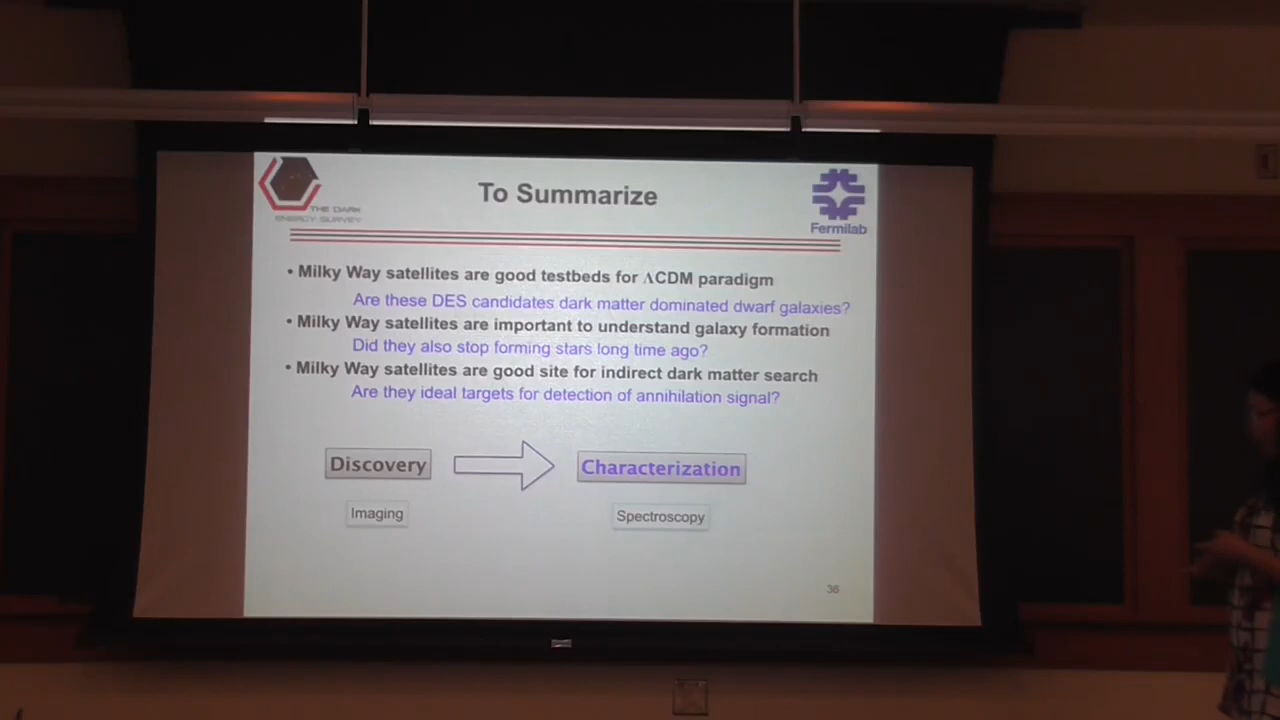 THE DARK
ENERGY SURVEY
To Summarize
Fermilab
• Milky Way satellites are good testbeds for ΛCDM paradigm
Are these DES candidates dark matter dominated dwarf galaxies?
• Milky Way satellites are important to understand galaxy formation
Did they also stop forming stars long time ago?
• Milky Way satellites are good site for indirect dark matter search
Are they ideal targets for detection of annihilation signal?
Discovery
Characterization
Imaging
Spectroscopy
36